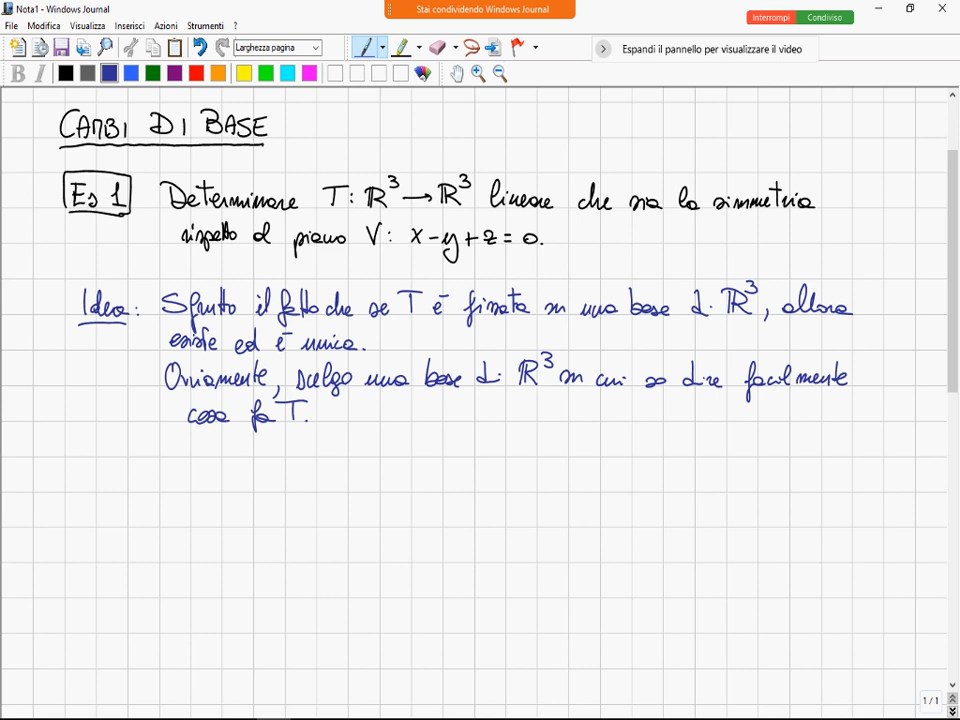 Nota1 - Windows Journal
Stai condividendo Windows Journal
Interrompi
Condiviso
File Modifica Visualizza Inserisci Azioni Strumenti ?
Larghezza pagina
Espandi il pannello per visualizzare il video
B I
CAMBI DI BASE
Es 1 Determinare T: ℝ³ → ℝ³ lineare che sia la simmetria
rispetto al piano V: x-y+z=0.
Idea: Sfrutto il fatto che se T è fissata su una base di ℝ³, allora
esiste ed è unica.
Ovviamente, scelgo una base di ℝ³ su cui so dire facilmente
cosa fa T.
1 / 1